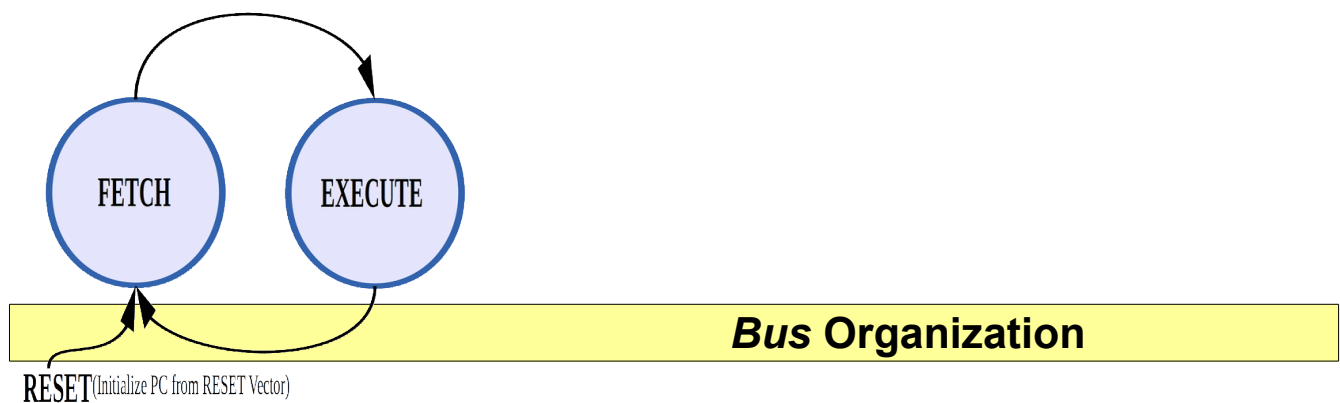 FETCH
EXECUTE
Bus Organization
RESET(Initialize PC from RESET Vector)